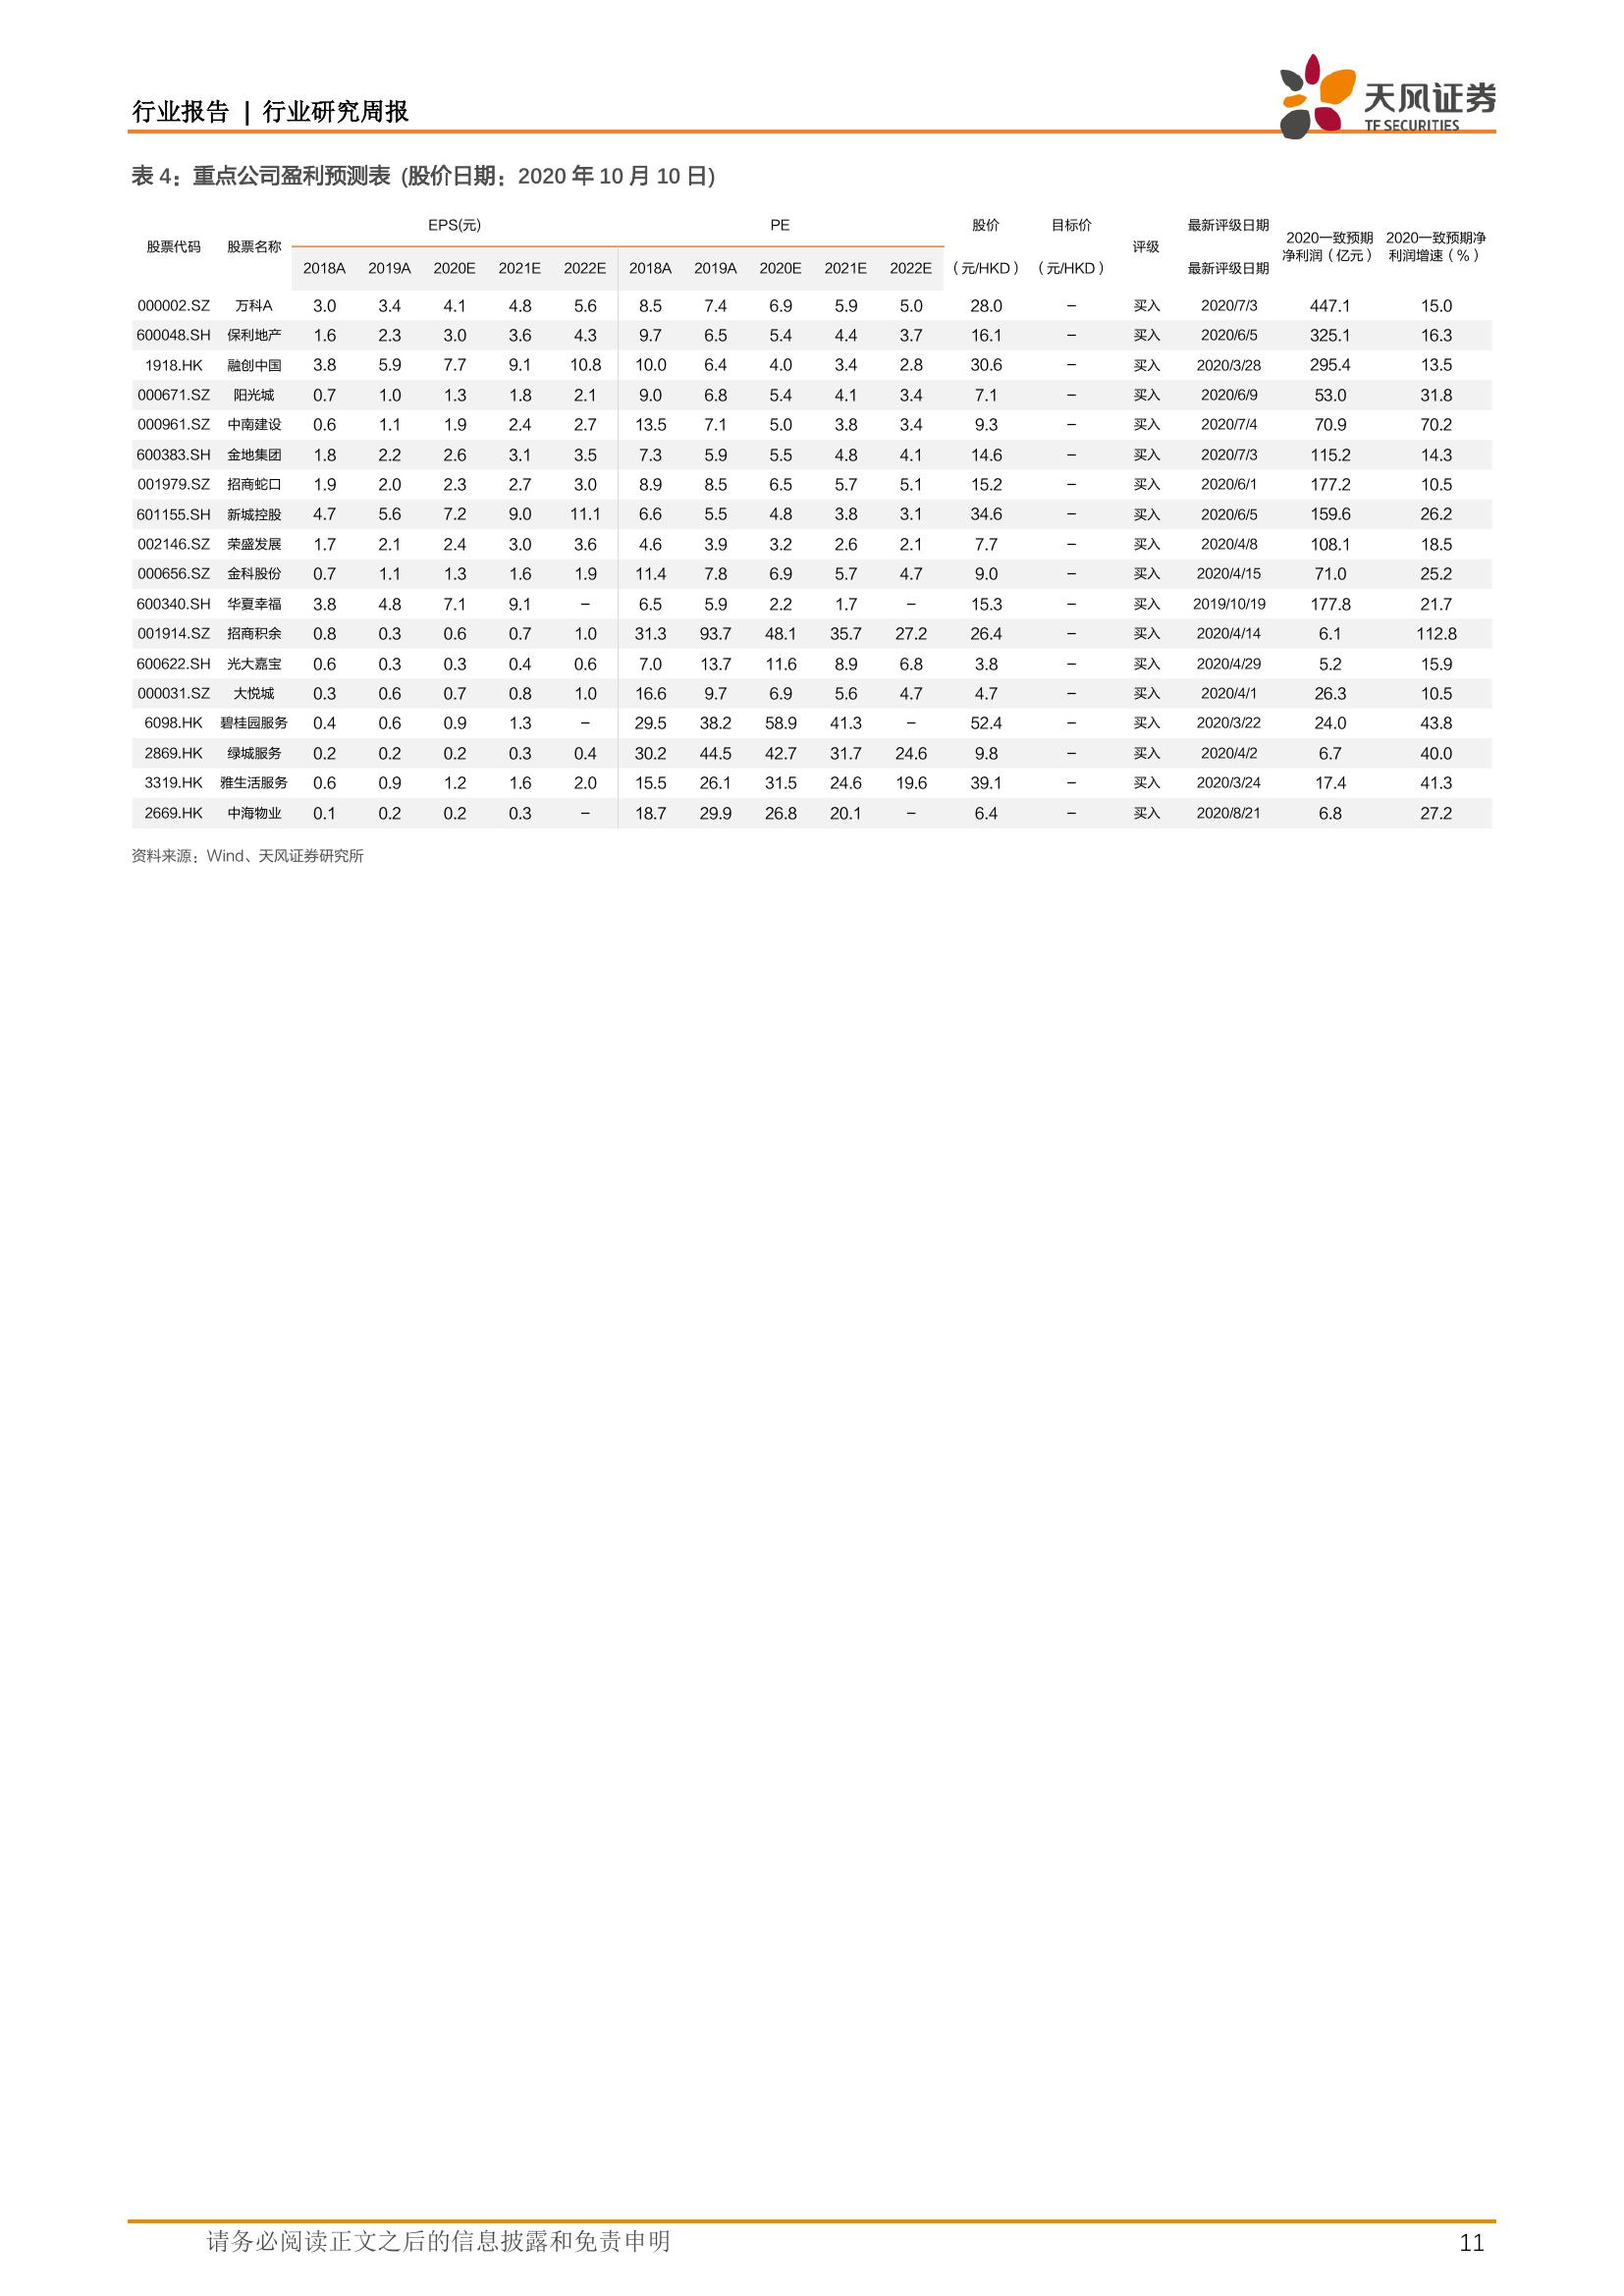 行业报告 | 行业研究周报
天风证券
TF SECURITIES
表 4：重点公司盈利预测表 (股价日期：2020 年 10 月 10 日)
股票代码 股票名称 EPS(元) PE 股价 目标价 评级 最新评级日期 2020一致预期净利润（亿元） 2020一致预期净利润增速（%）
2018A 2019A 2020E 2021E 2022E 2018A 2019A 2020E 2021E 2022E （元/HKD） （元/HKD） 最新评级日期
000002.SZ 万科A 3.0 3.4 4.1 4.8 5.6 8.5 7.4 6.9 5.9 5.0 28.0 – 买入 2020/7/3 447.1 15.0
600048.SH 保利地产 1.6 2.3 3.0 3.6 4.3 9.7 6.5 5.4 4.4 3.7 16.1 – 买入 2020/6/5 325.1 16.3
1918.HK 融创中国 3.8 5.9 7.7 9.1 10.8 10.0 6.4 4.0 3.4 2.8 30.6 – 买入 2020/3/28 295.4 13.5
000671.SZ 阳光城 0.7 1.0 1.3 1.8 2.1 9.0 6.8 5.4 4.1 3.4 7.1 – 买入 2020/6/9 53.0 31.8
000961.SZ 中南建设 0.6 1.1 1.9 2.4 2.7 13.5 7.1 5.0 3.8 3.4 9.3 – 买入 2020/7/4 70.9 70.2
600383.SH 金地集团 1.8 2.2 2.6 3.1 3.5 7.3 5.9 5.5 4.8 4.1 14.6 – 买入 2020/7/3 115.2 14.3
001979.SZ 招商蛇口 1.9 2.0 2.3 2.7 3.0 8.9 8.5 6.5 5.7 5.1 15.2 – 买入 2020/6/1 177.2 10.5
601155.SH 新城控股 4.7 5.6 7.2 9.0 11.1 6.6 5.5 4.8 3.8 3.1 34.6 – 买入 2020/6/5 159.6 26.2
002146.SZ 荣盛发展 1.7 2.1 2.4 3.0 3.6 4.6 3.9 3.2 2.6 2.1 7.7 – 买入 2020/4/8 108.1 18.5
000656.SZ 金科股份 0.7 1.1 1.3 1.6 1.9 11.4 7.8 6.9 5.7 4.7 9.0 – 买入 2020/4/15 71.0 25.2
600340.SH 华夏幸福 3.8 4.8 7.1 9.1 – 6.5 5.9 2.2 1.7 – 15.3 – 买入 2019/10/19 177.8 21.7
001914.SZ 招商积余 0.8 0.3 0.6 0.7 1.0 31.3 93.7 48.1 35.7 27.2 26.4 – 买入 2020/4/14 6.1 112.8
600622.SH 光大嘉宝 0.6 0.3 0.3 0.4 0.6 7.0 13.7 11.6 8.9 6.8 3.8 – 买入 2020/4/29 5.2 15.9
000031.SZ 大悦城 0.3 0.6 0.7 0.8 1.0 16.6 9.7 6.9 5.6 4.7 4.7 – 买入 2020/4/1 26.3 10.5
6098.HK 碧桂园服务 0.4 0.6 0.9 1.3 – 29.5 38.2 58.9 41.3 – 52.4 – 买入 2020/3/22 24.0 43.8
2869.HK 绿城服务 0.2 0.2 0.2 0.3 0.4 30.2 44.5 42.7 31.7 24.6 9.8 – 买入 2020/4/2 6.7 40.0
3319.HK 雅生活服务 0.6 0.9 1.2 1.6 2.0 15.5 26.1 31.5 24.6 19.6 39.1 – 买入 2020/3/24 17.4 41.3
2669.HK 中海物业 0.1 0.2 0.2 0.3 – 18.7 29.9 26.8 20.1 – 6.4 – 买入 2020/8/21 6.8 27.2
资料来源：Wind、天风证券研究所
请务必阅读正文之后的信息披露和免责申明 11